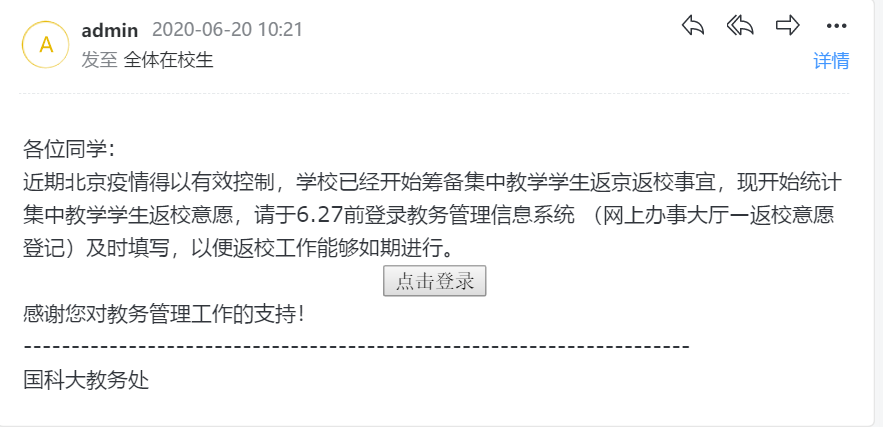 A
admin 2020-06-20 10:21
发至 全体在校生
详情
各位同学：
近期北京疫情得以有效控制，学校已经开始筹备集中教学学生返京返校事宜，现开始统计
集中教学学生返校意愿，请于6.27前登录教务管理信息系统 （网上办事大厅—返校意愿
登记）及时填写，以便返校工作能够如期进行。
点击登录
感谢您对教务管理工作的支持！
----------------------------------------------------------------------
国科大教务处